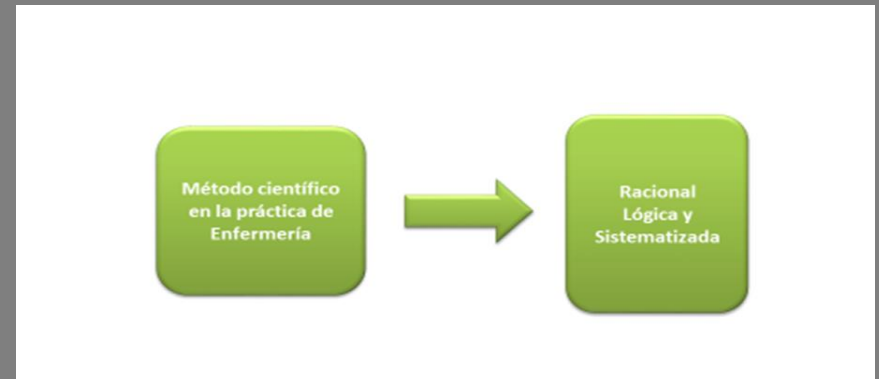 Método científico
en la práctica de
Enfermería
Racional
Lógica y
Sistematizada